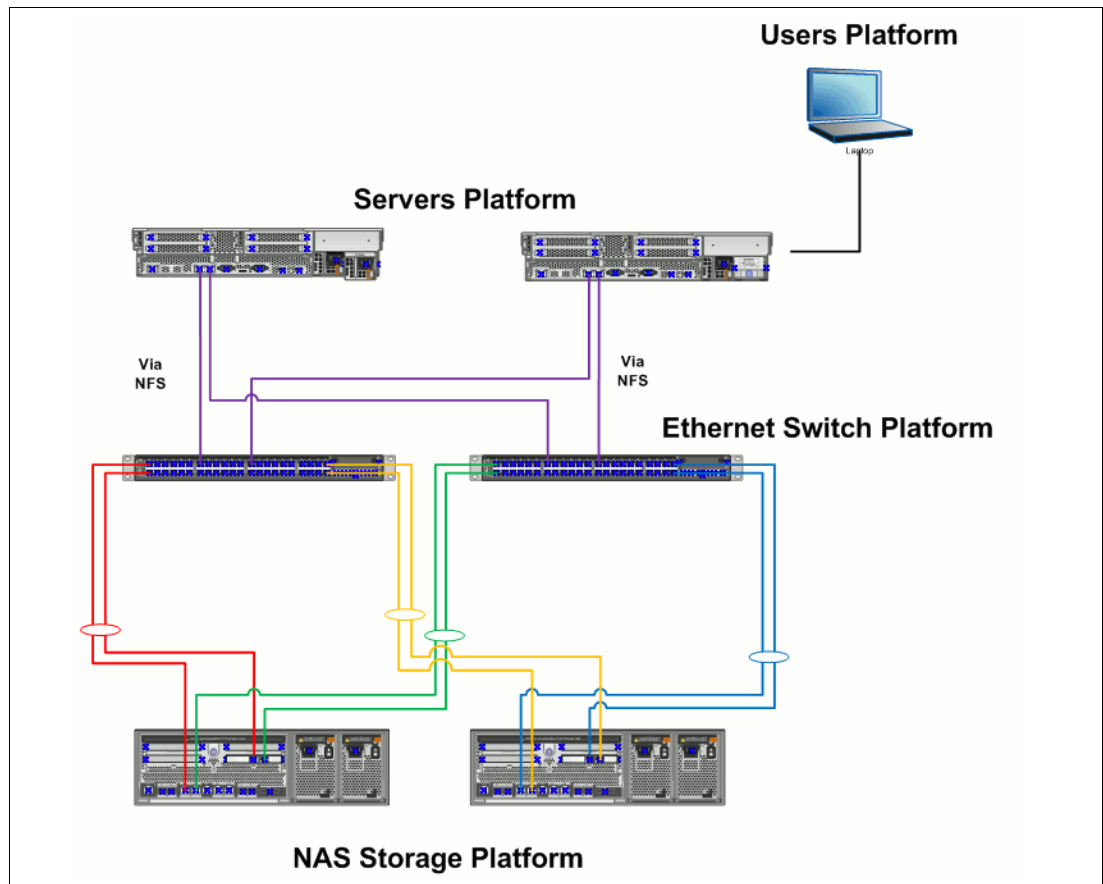 Users Platform
Laptop
Servers Platform
Via
NFS
Via
NFS
Ethernet Switch Platform
NAS Storage Platform